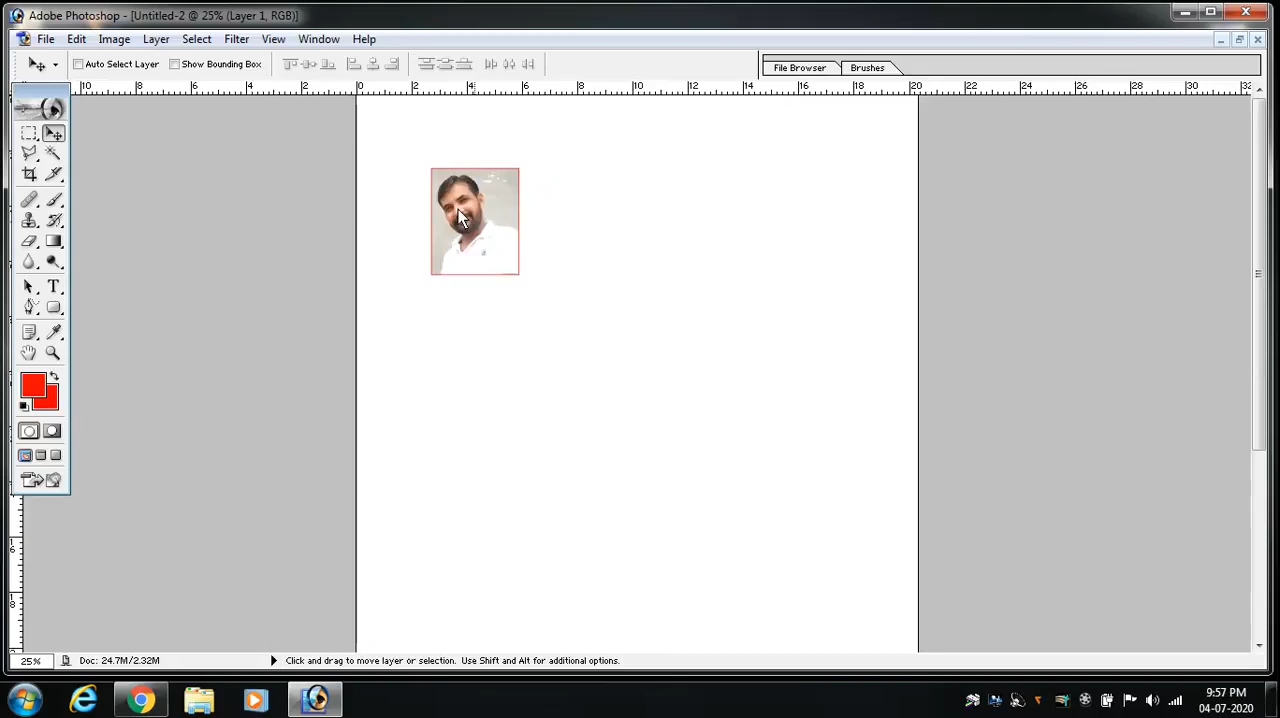 Adobe Photoshop - [Untitled-2 @ 25% (Layer 1, RGB)]
File Edit Image Layer Select Filter View Window Help
Auto Select Layer Show Bounding Box File Browser Brushes
10 8 6 4 2 0 2 4 6 8 10 12 14 16 18 20 22 24 26 28 30 32
T
16
18
25% Doc: 24.7M/2.32M Click and drag to move layer or selection. Use Shift and Alt for additional options.
9:57 PM
04-07-2020